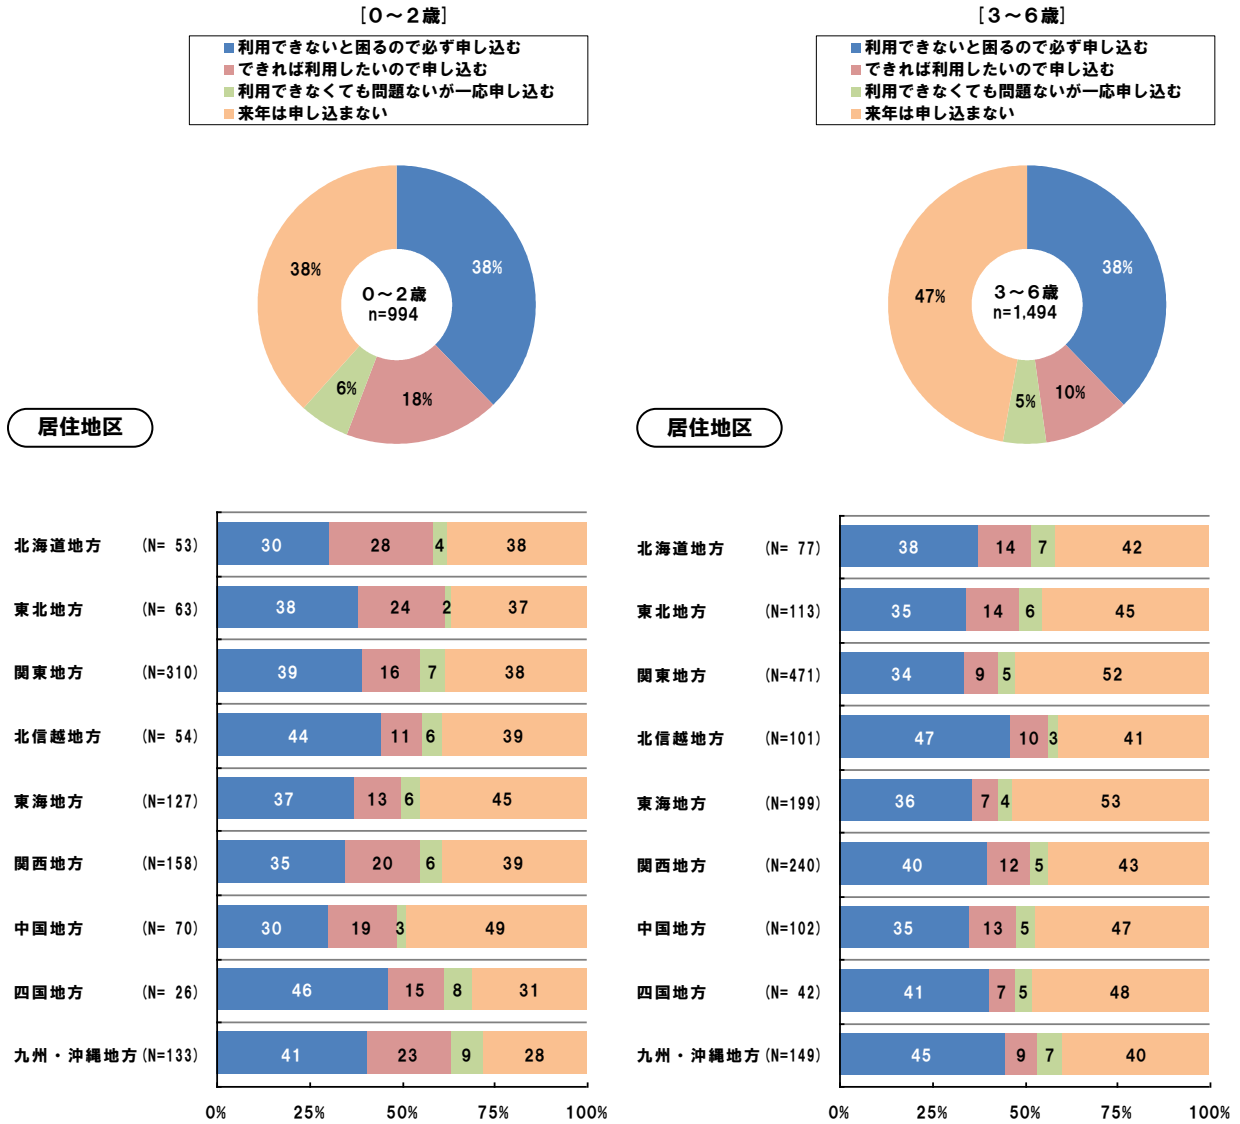 [０～２歳]
利用できないと困るので必ず申し込む
できれば利用したいので申し込む
利用できなくても問題ないが一応申し込む
来年は申し込まない
38%
38%
０～２歳
n=994
6%
18%
居住地区
北海道地方 (N= 53) 30 28 4 38
東北地方 (N= 63) 38 24 2 37
関東地方 (N=310) 39 16 7 38
北信越地方 (N= 54) 44 11 6 39
東海地方 (N=127) 37 13 6 45
関西地方 (N=158) 35 20 6 39
中国地方 (N= 70) 30 19 3 49
四国地方 (N= 26) 46 15 8 31
九州・沖縄地方 (N=133) 41 23 9 28
0% 25% 50% 75% 100%
[３～６歳]
利用できないと困るので必ず申し込む
できれば利用したいので申し込む
利用できなくても問題ないが一応申し込む
来年は申し込まない
38%
47%
３～６歳
n=1,494
5%
10%
居住地区
北海道地方 (N= 77) 38 14 7 42
東北地方 (N=113) 35 14 6 45
関東地方 (N=471) 34 9 5 52
北信越地方 (N=101) 47 10 3 41
東海地方 (N=199) 36 7 4 53
関西地方 (N=240) 40 12 5 43
中国地方 (N=102) 35 13 5 47
四国地方 (N= 42) 41 7 5 48
九州・沖縄地方 (N=149) 45 9 7 40
0% 25% 50% 75% 100%